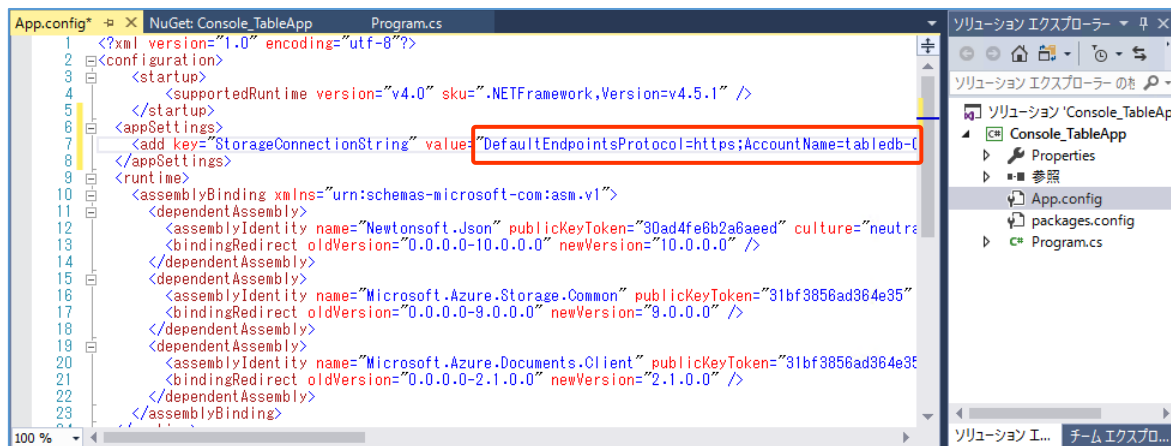 App.config* NuGet: Console_TableApp Program.cs
1 <?xml version="1.0" encoding="utf-8"?>
2 <configuration>
3 <startup>
4 <supportedRuntime version="v4.0" sku=".NETFramework,Version=v4.5.1" />
5 </startup>
6 <appSettings>
7 <add key="StorageConnectionString" value="DefaultEndpointsProtocol=https;AccountName=tabledb-
8 </appSettings>
9 <runtime>
10 <assemblyBinding xmlns="urn:schemas-microsoft-com:asm.v1">
11 <dependentAssembly>
12 <assemblyIdentity name="Newtonsoft.Json" publicKeyToken="30ad4fe6b2a6aeed" culture="neutra
13 <bindingRedirect oldVersion="0.0.0.0-10.0.0.0" newVersion="10.0.0.0" />
14 </dependentAssembly>
15 <dependentAssembly>
16 <assemblyIdentity name="Microsoft.Azure.Storage.Common" publicKeyToken="31bf3856ad364e35"
17 <bindingRedirect oldVersion="0.0.0.0-9.0.0.0" newVersion="9.0.0.0" />
18 </dependentAssembly>
19 <dependentAssembly>
20 <assemblyIdentity name="Microsoft.Azure.Documents.Client" publicKeyToken="31bf3856ad364e35
21 <bindingRedirect oldVersion="0.0.0.0-2.1.0.0" newVersion="2.1.0.0" />
22 </dependentAssembly>
23 </assemblyBinding>
100 %
ソリューション エクスプローラー
ソリューション エクスプローラー の
ソリューション 'Console_TableAp
C# Console_TableApp
Properties
参照
App.config
packages.config
C# Program.cs
ソリューション エ... チーム エクスプロ...